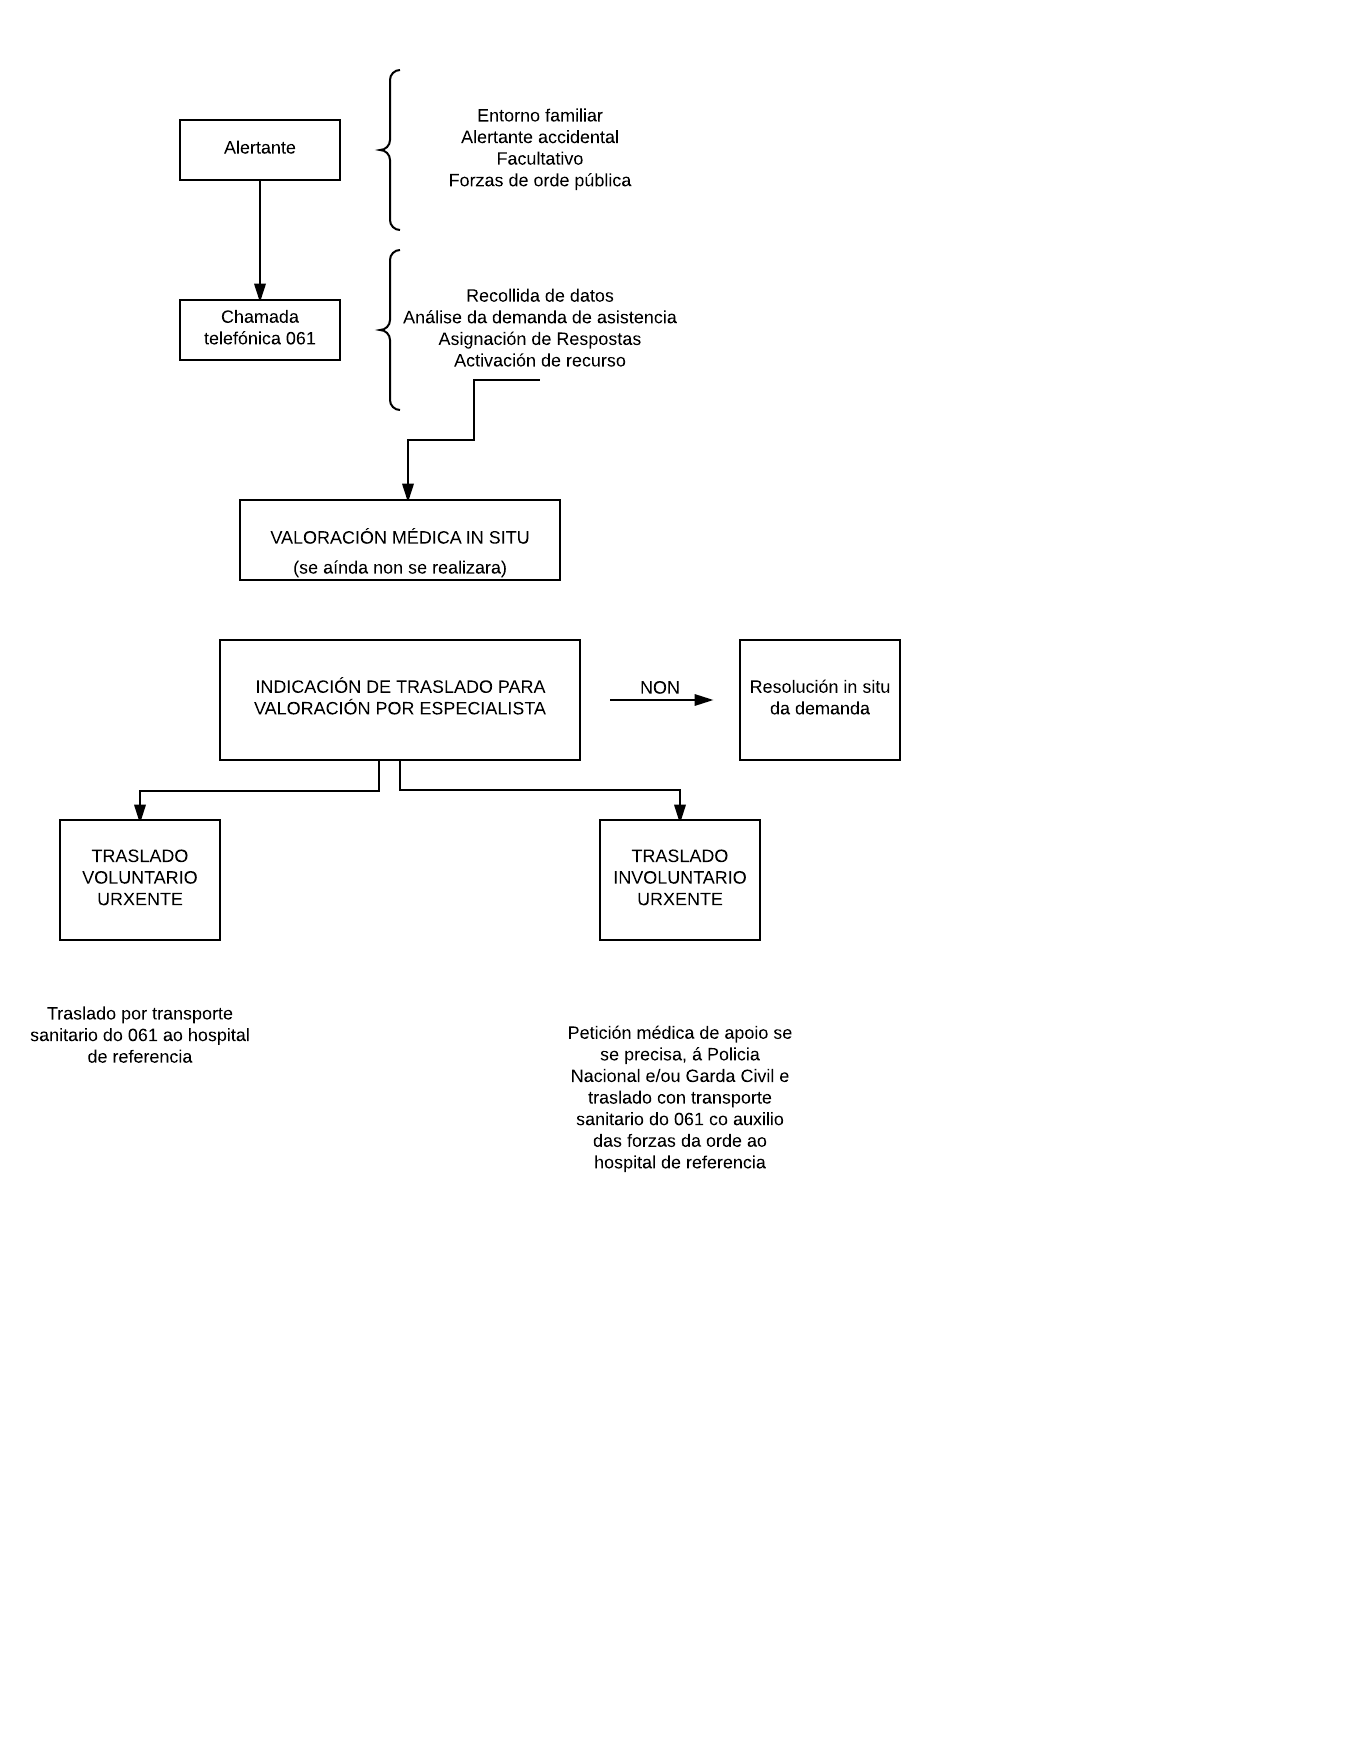 Alertante
Entorno familiar
Alertante accidental
Facultativo
Forzas de orde pública
Chamada
telefónica 061
Recollida de datos
Análise da demanda de asistencia
Asignación de Respostas
Activación de recurso
VALORACIÓN MÉDICA IN SITU
(se aínda non se realizara)
INDICACIÓN DE TRASLADO PARA
VALORACIÓN POR ESPECIALISTA
NON
Resolución in situ
da demanda
TRASLADO
VOLUNTARIO
URXENTE
TRASLADO
INVOLUNTARIO
URXENTE
Traslado por transporte
sanitario do 061 ao hospital
de referencia
Petición médica de apoio se
se precisa, á Policia
Nacional e/ou Garda Civil e
traslado con transporte
sanitario do 061 co auxilio
das forzas da orde ao
hospital de referencia